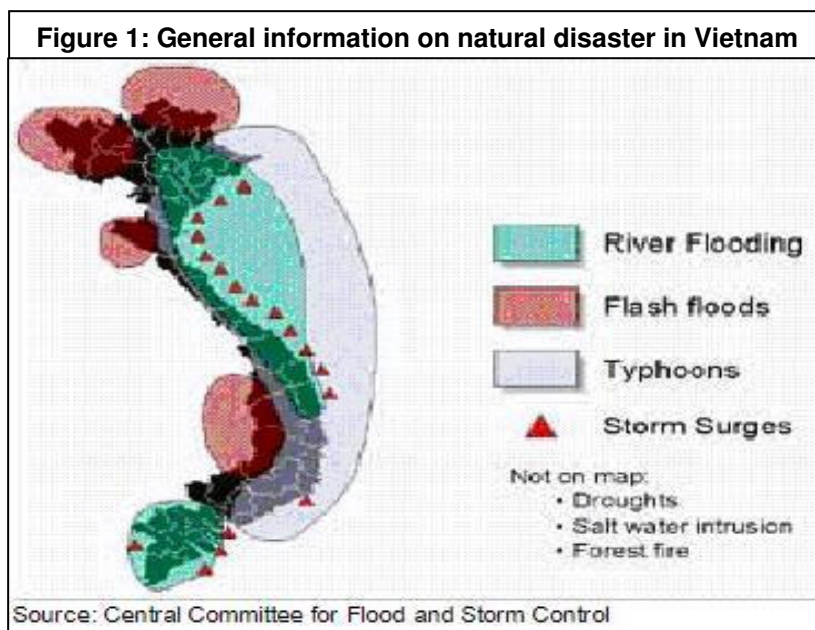 Figure 1: General information on natural disaster in Vietnam
River Flooding
Flash floods
Typhoons
Storm Surges
Not on map:
• Droughts
• Salt water intrusion
• Forest fire
Source: Central Committee for Flood and Storm Control